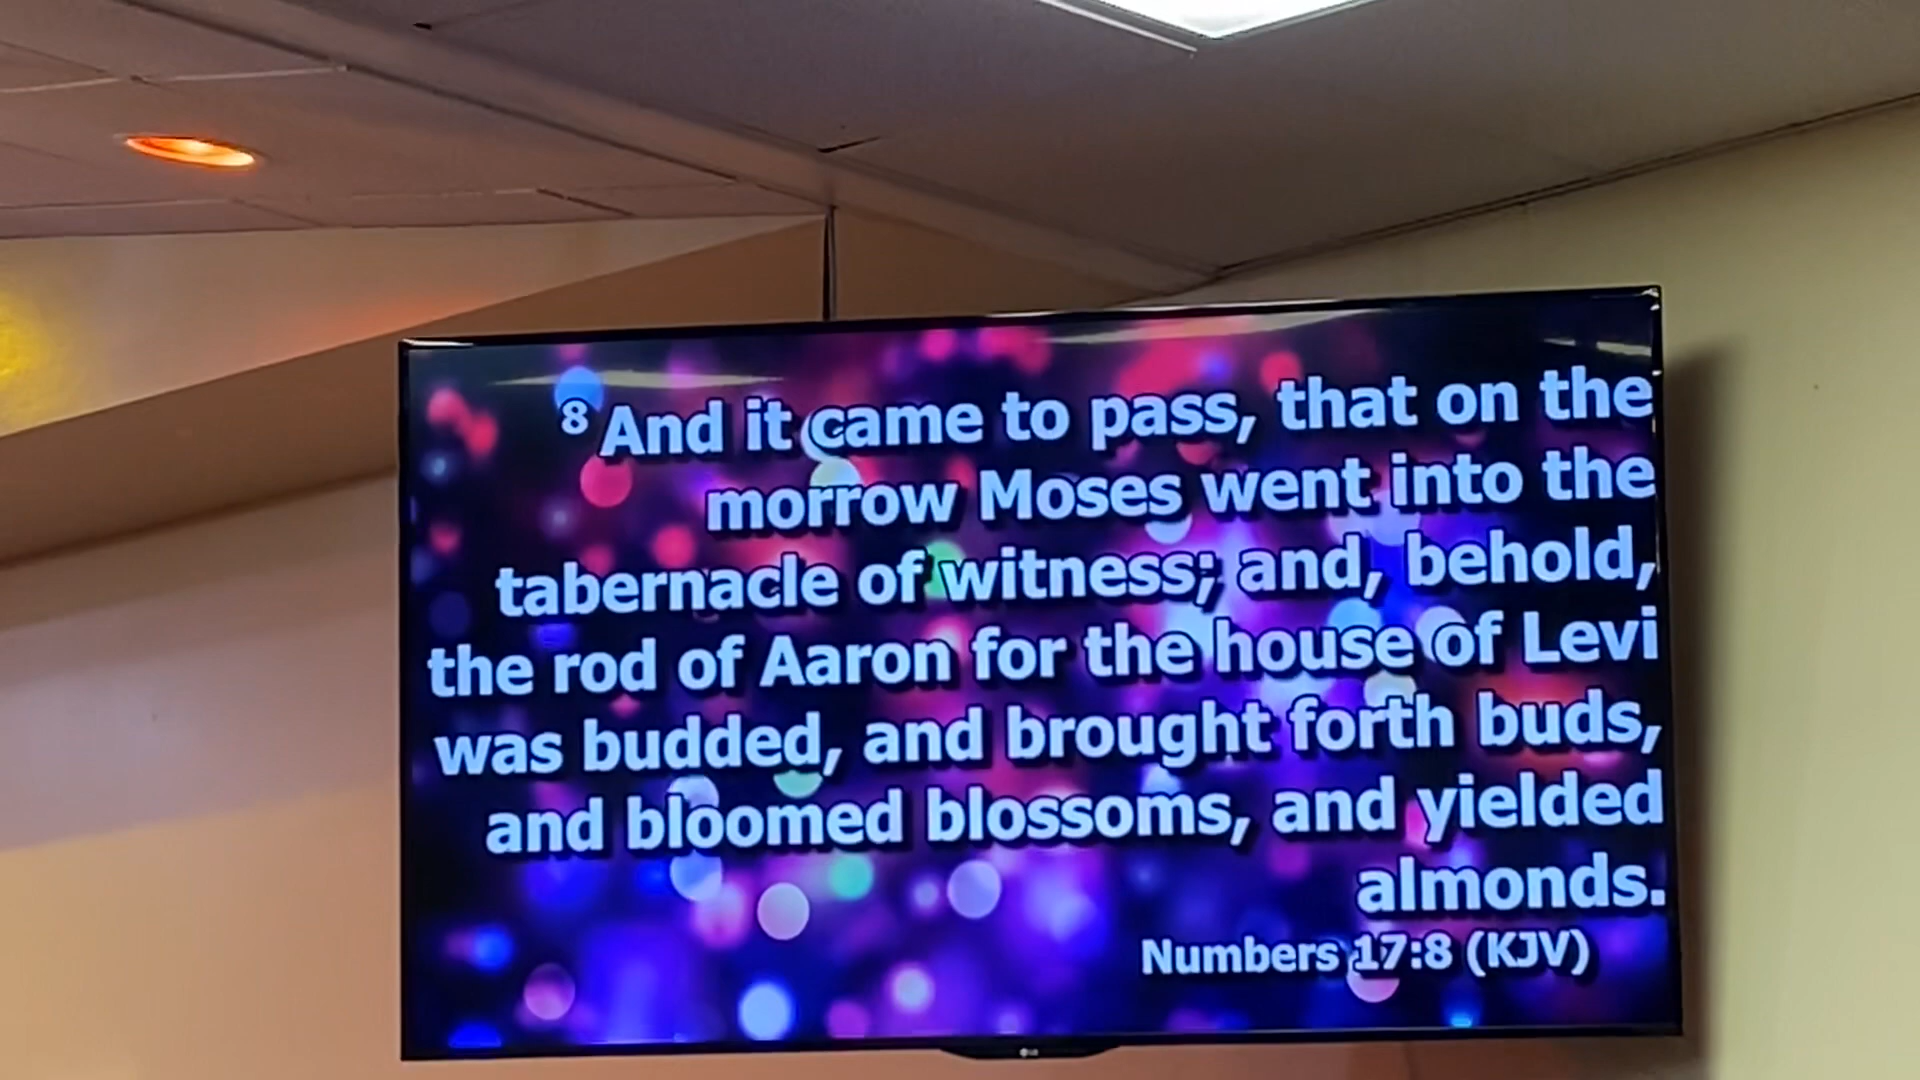 8 And it came to pass, that on the
morrow Moses went into the
tabernacle of witness; and, behold,
the rod of Aaron for the house of Levi
was budded, and brought forth buds,
and bloomed blossoms, and yielded
almonds.
Numbers 17:8 (KJV)
LG